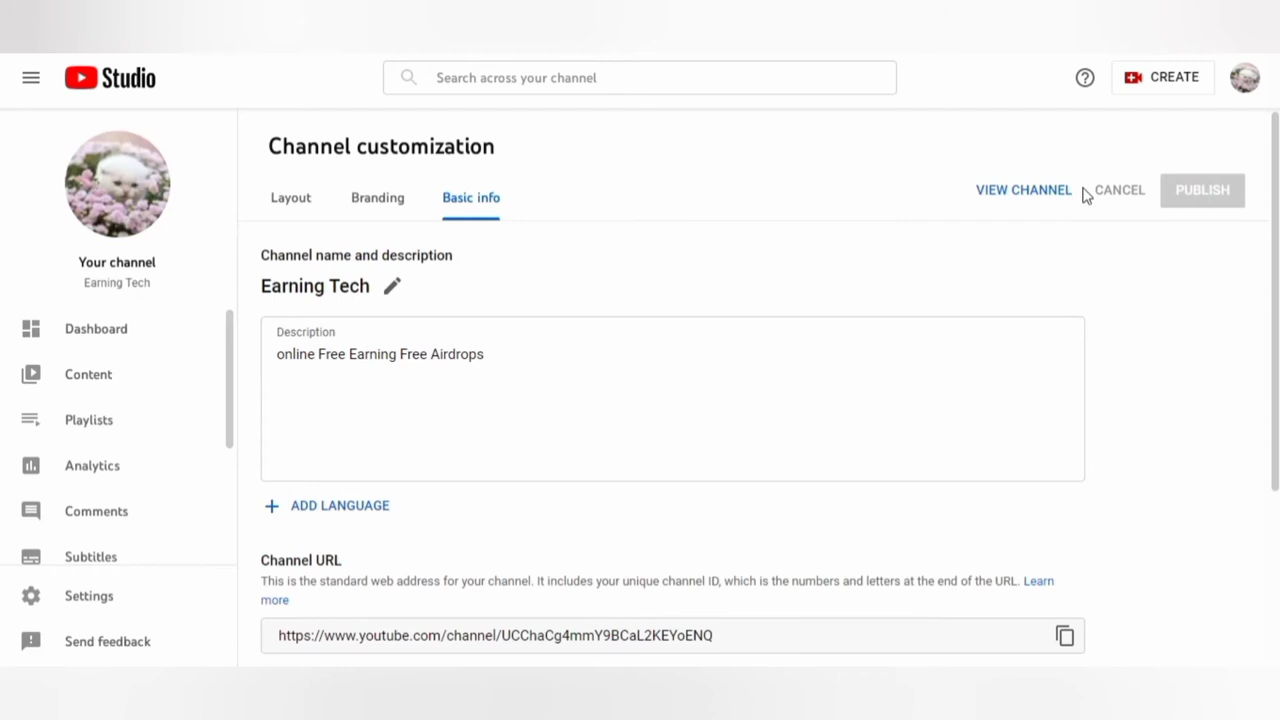 Studio
Search across your channel
CREATE
Channel customization
Layout
Branding
Basic info
VIEW CHANNEL
CANCEL
PUBLISH
Your channel
Earning Tech
Dashboard
Content
Playlists
Analytics
Comments
Subtitles
Settings
Send feedback
Channel name and description
Earning Tech
Description
online Free Earning Free Airdrops
ADD LANGUAGE
Channel URL
This is the standard web address for your channel. It includes your unique channel ID, which is the numbers and letters at the end of the URL. Learn
more
https://www.youtube.com/channel/UCChaCg4mmY9BCaL2KEYoENQ